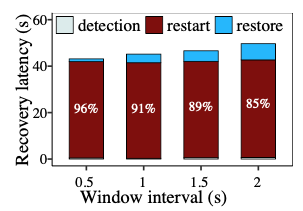 detection restart restore
Recovery latency (s)
60
40
20
0
96% 91% 89% 85%
0.5 1 1.5 2
Window interval (s)